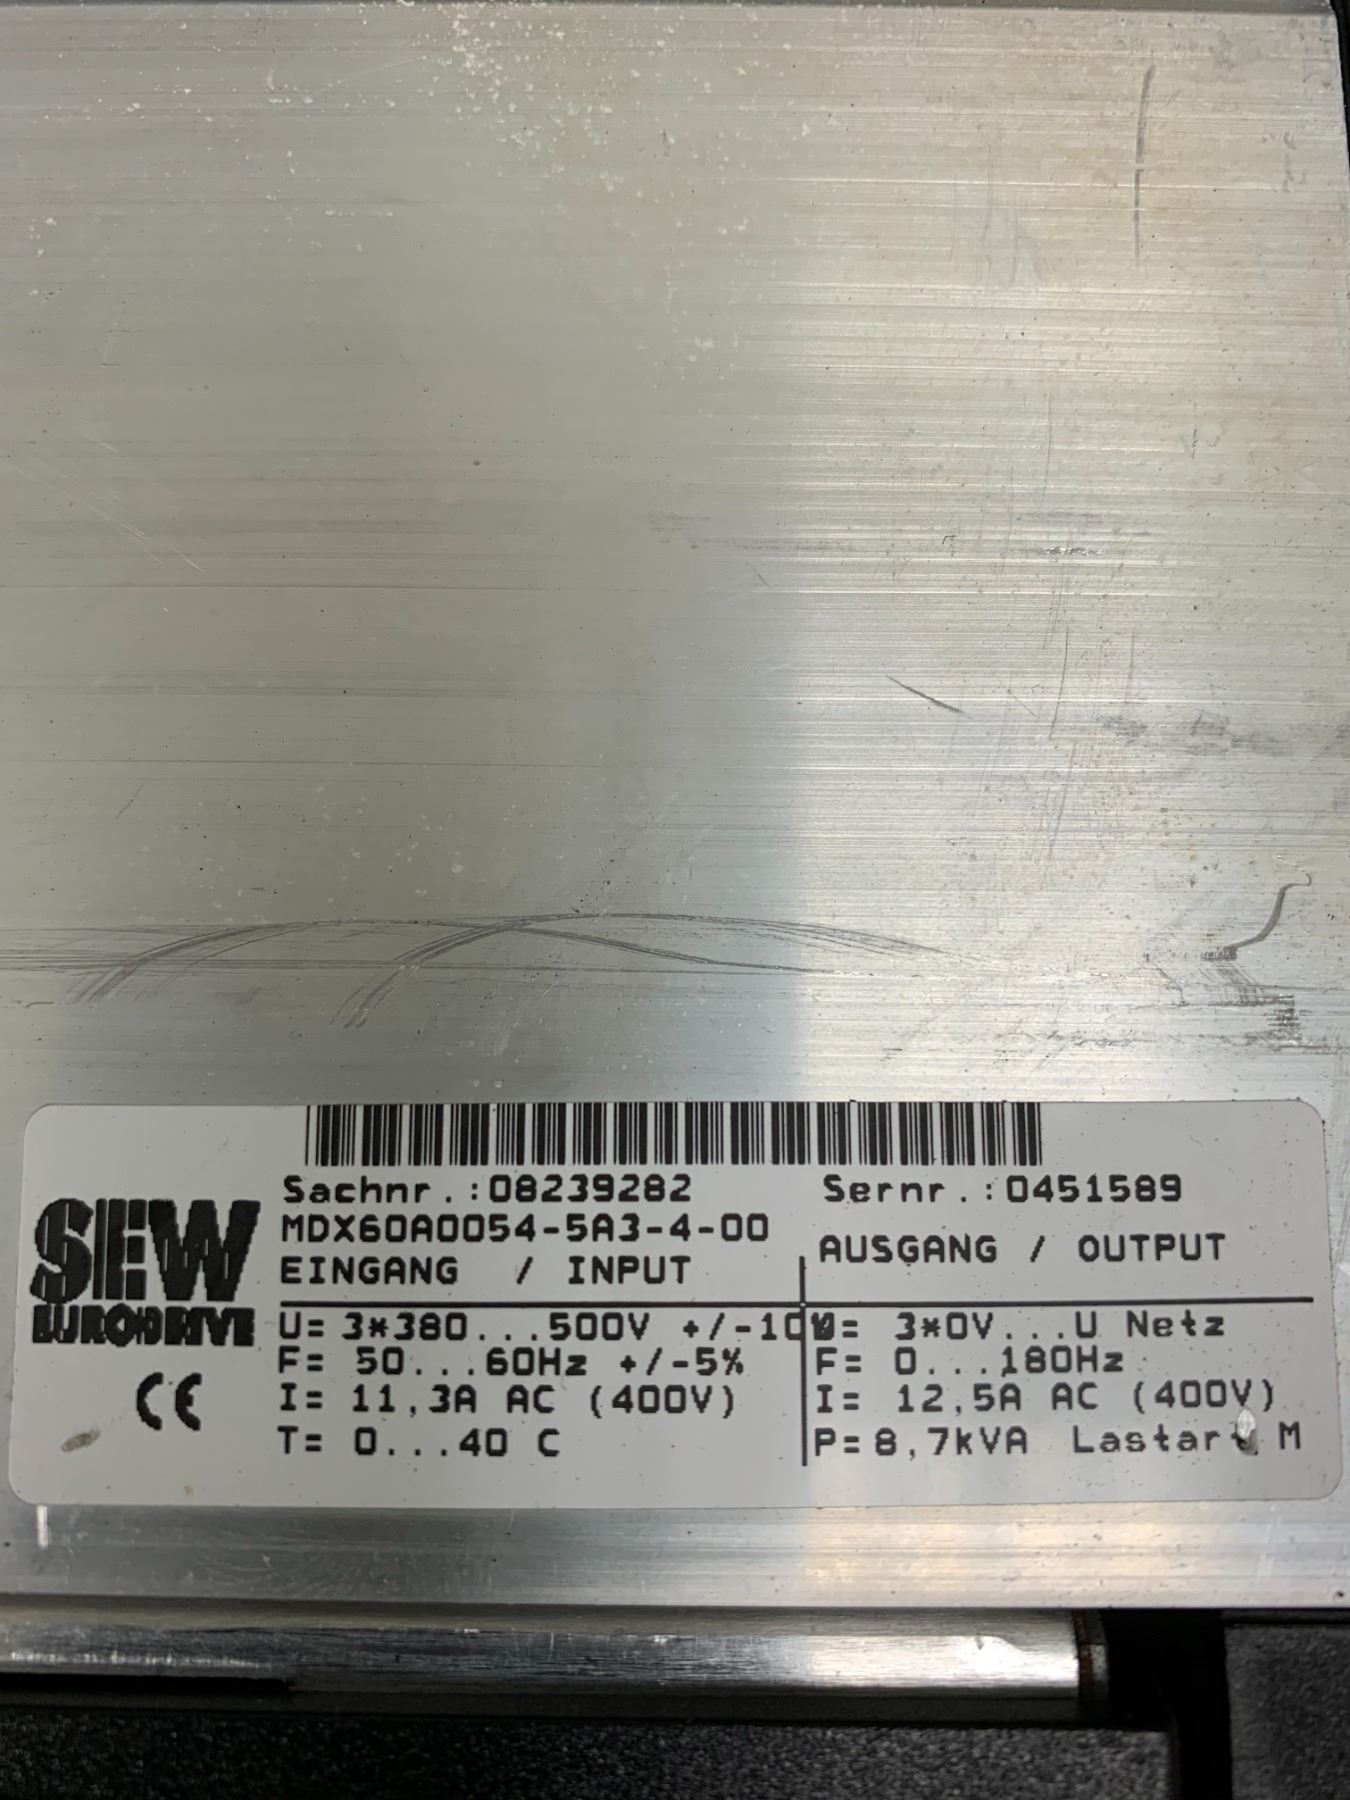 Sachnr.:08239282 Sernr.:0451589
SEW
EURODRIVE
MDX60A0054-5A3-4-00
EINGANG / INPUT
AUSGANG / OUTPUT
U= 3*380...500V +/-10
U= 3*0V...U Netz
F= 50...60Hz +/-5%
F= 0...180Hz
I= 11,3A AC (400V)
I= 12,5A AC (400V)
T= 0...40 C
P=8,7kVA Lastart M
CE